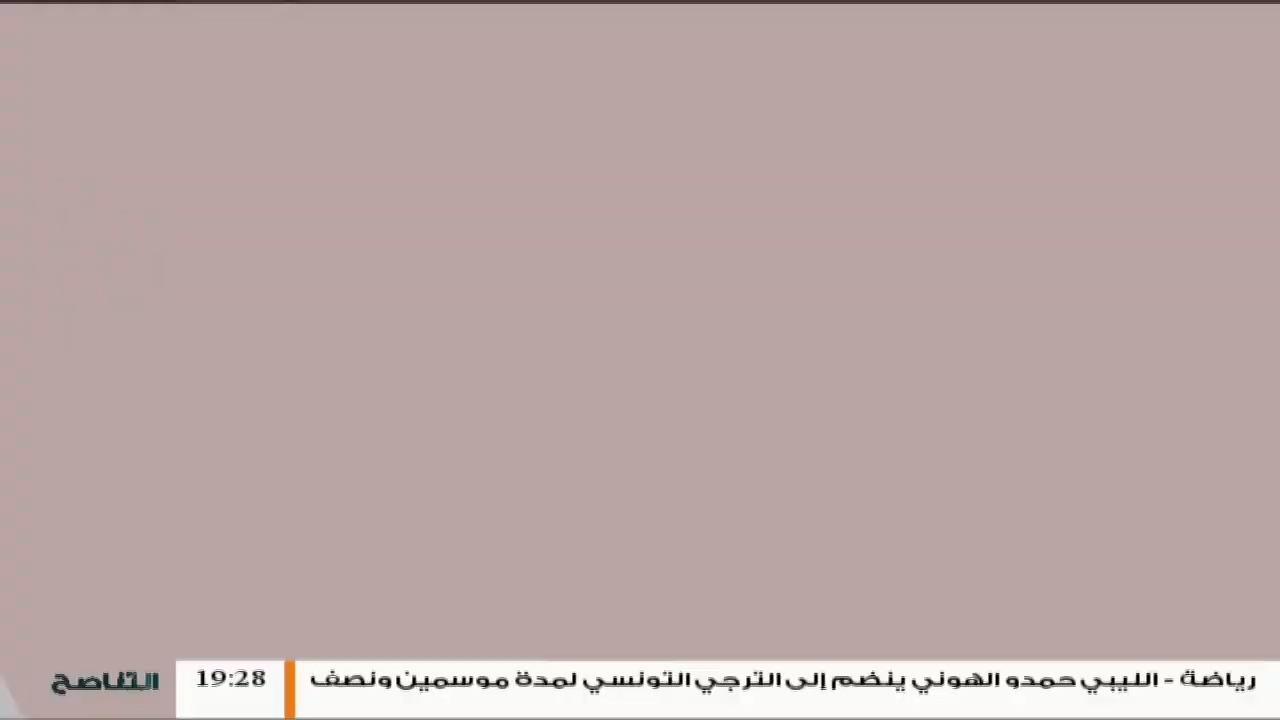 رياضة - الليبي حمدو الهوني ينضم إلى الترجي التونسي لمدة موسمين ونصف
19:28
التناصح